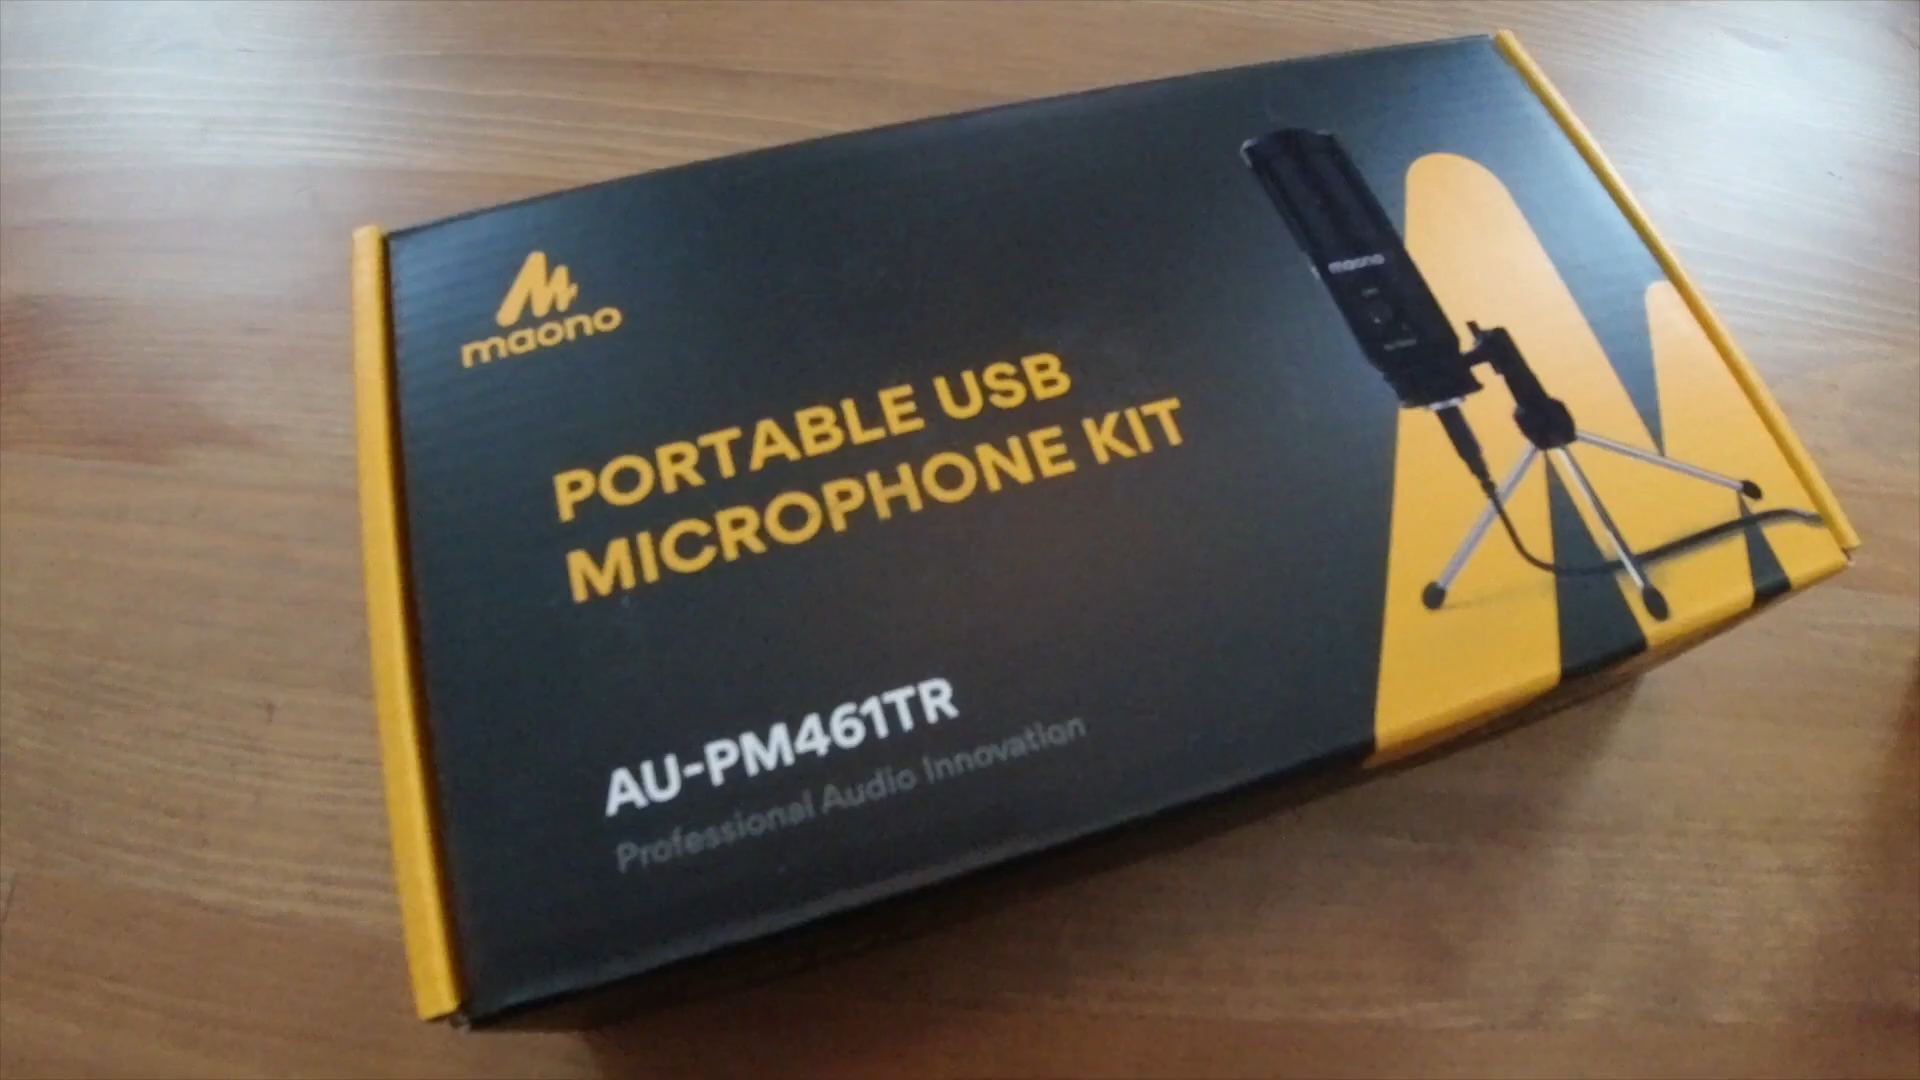 maono
PORTABLE USB
MICROPHONE KIT
AU-PM461TR
Professional Audio Innovation
maono